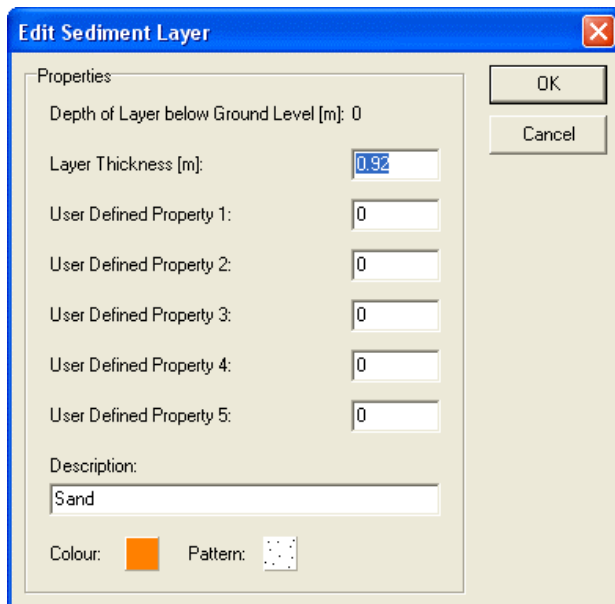 Edit Sediment Layer
Properties
OK
Depth of Layer below Ground Level [m]: 0
Cancel
Layer Thickness [m]: 0.92
User Defined Property 1: 0
User Defined Property 2: 0
User Defined Property 3: 0
User Defined Property 4: 0
User Defined Property 5: 0
Description:
Sand
Colour: Pattern: